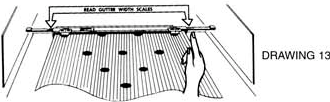 READ GUTTER WIDTH SCALES
DRAWING 13